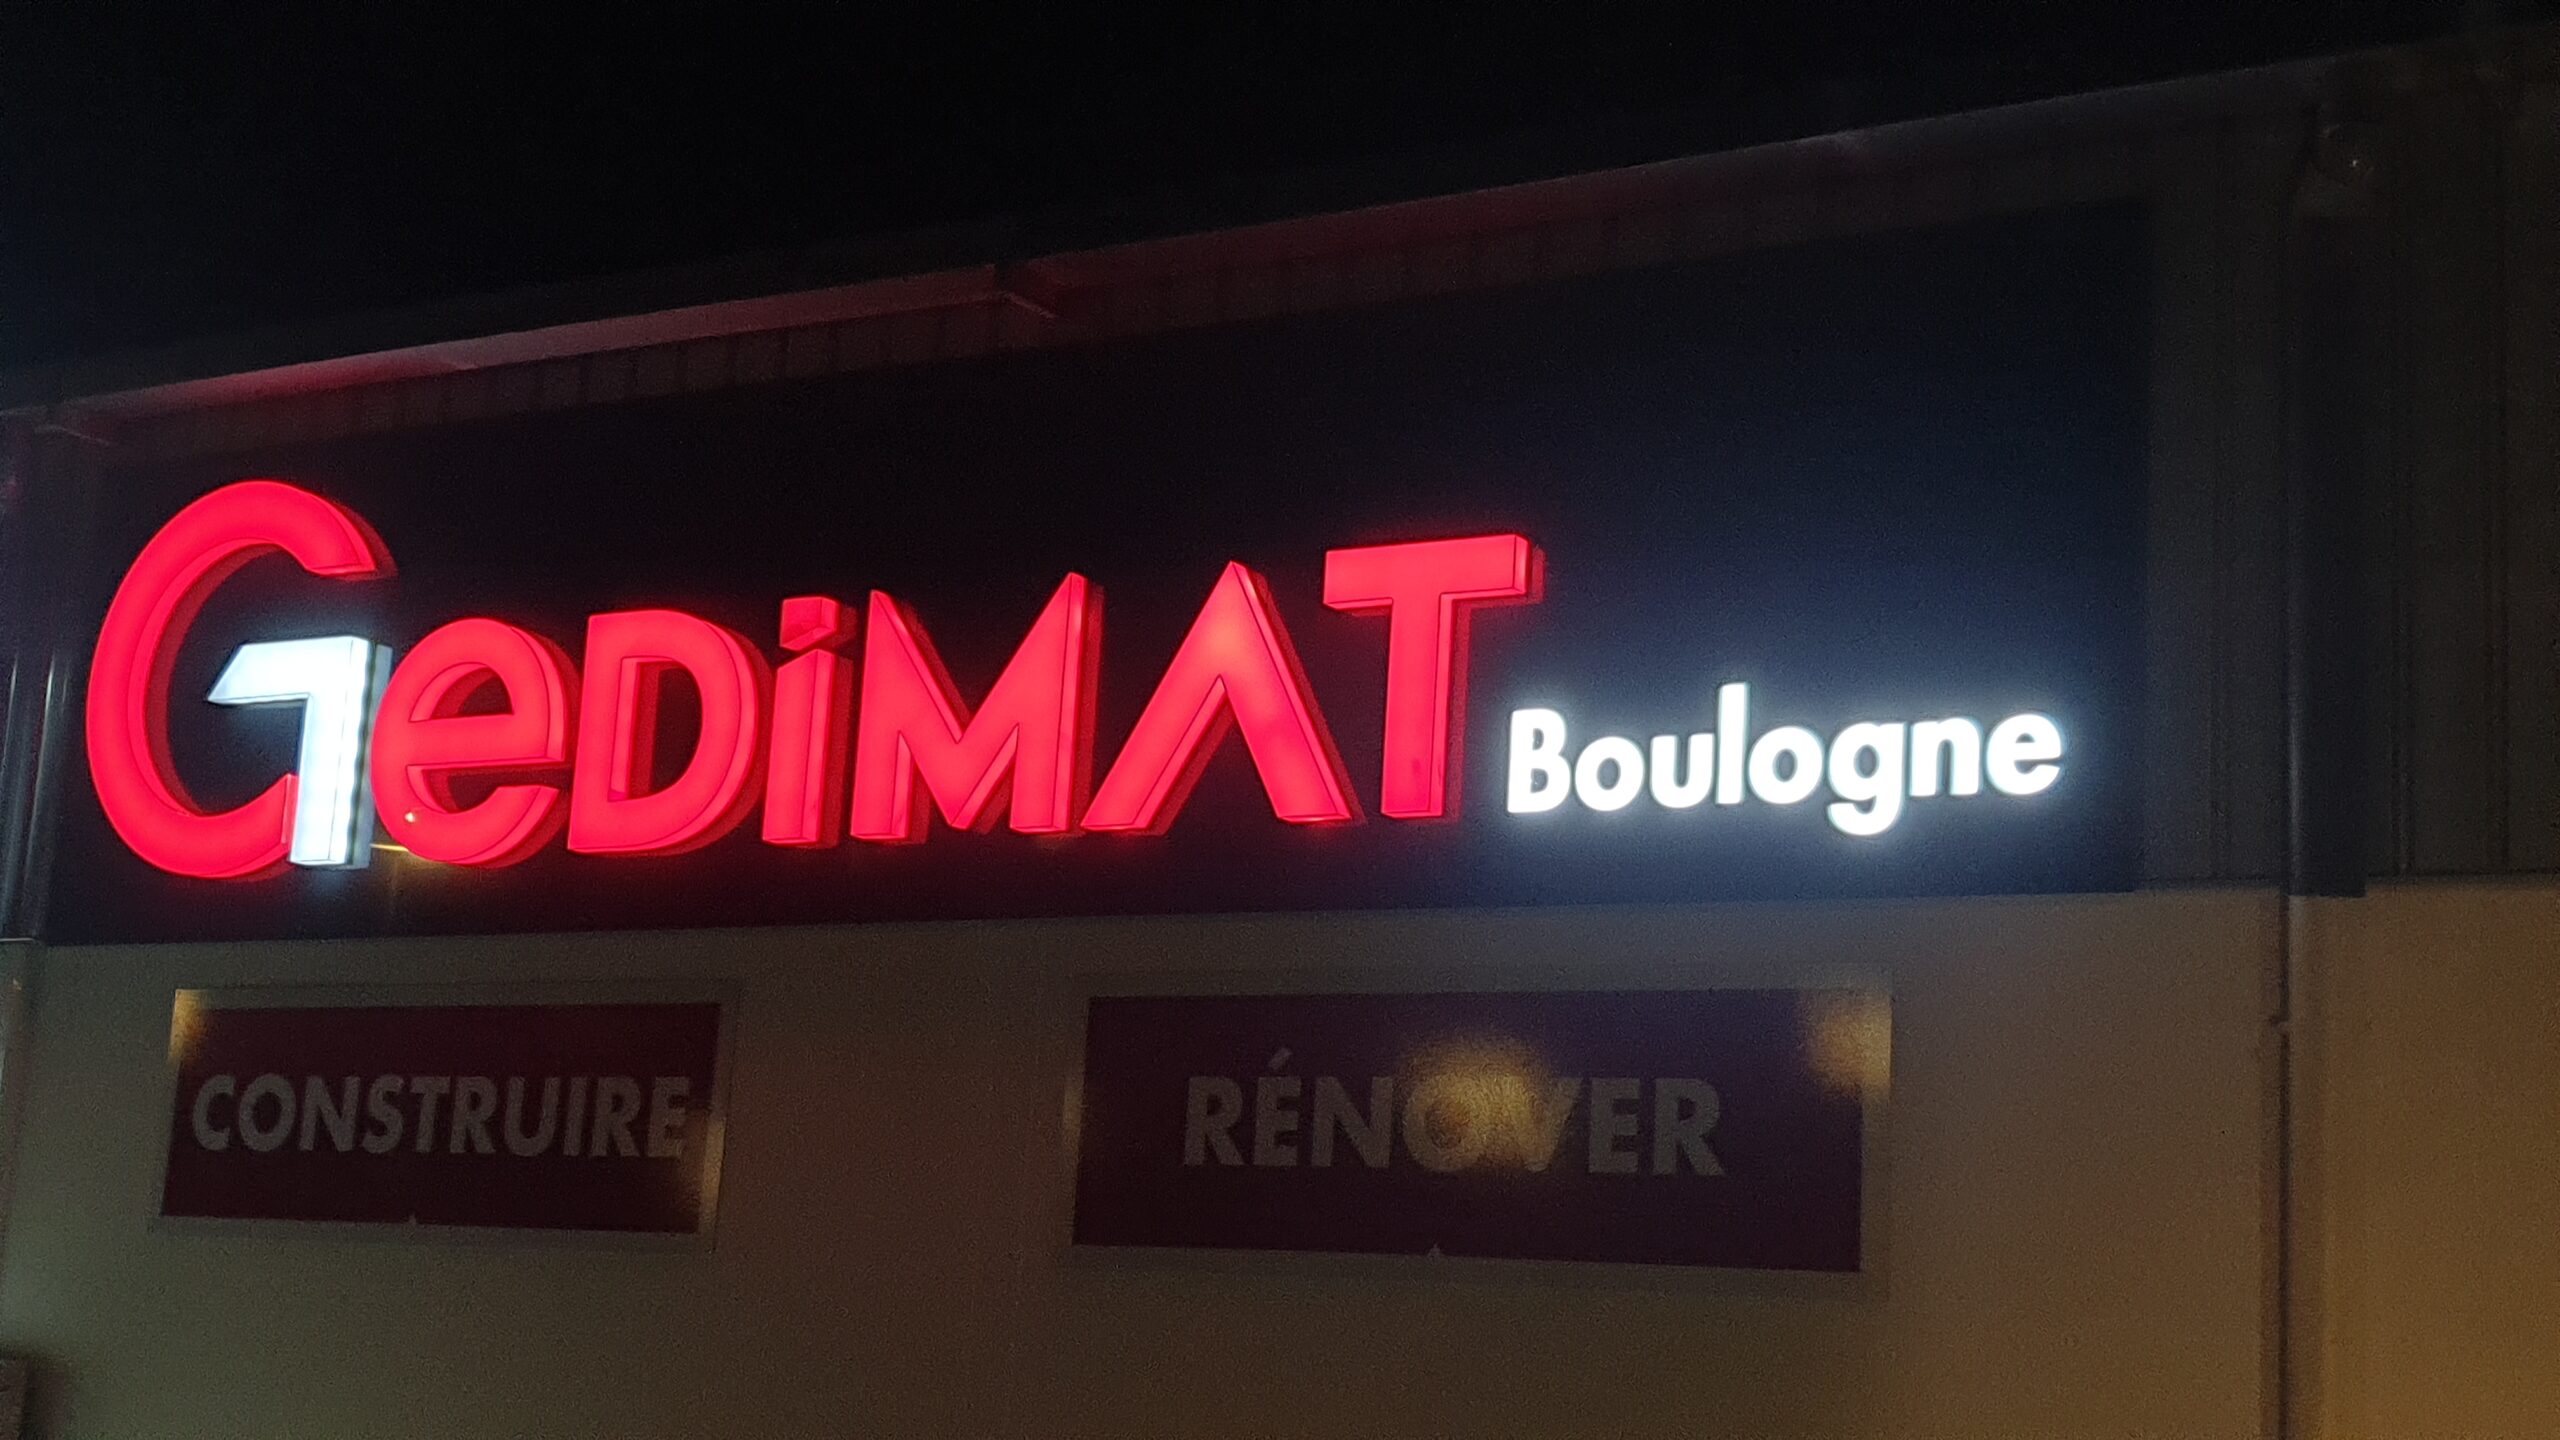 GeDiMAT Boulogne
CONSTRUIRE
RÉNOVER